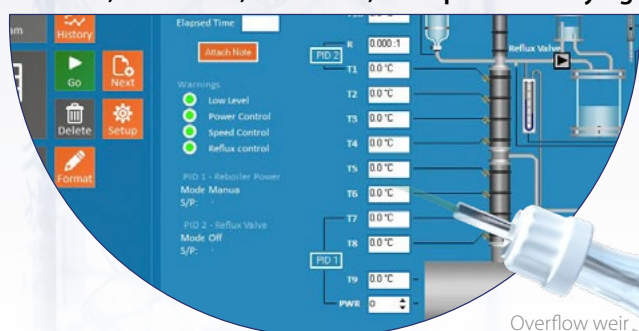 Elapsed Time
History
Attach Note
Go
Next
Delete
Setup
Format
Warnings
Low Level
Power Control
Speed Control
Reflux control
PID 1 - Reboiler Power
Mode Manua
S/P:
PID 2 - Reflux Valve
Mode Off
S/P:
PID 2
R 0.000 :1
T1 0.0 °C
T2 0.0 °C
T3 0.0 °C
T4 0.0 °C
T5 0.0 °C
T6 0.0 °C
T7 0.0 °C
T8 0.0 °C
PID 1
T9 0.0 °C
PWR 0
Reflux Valve
Overflow weir